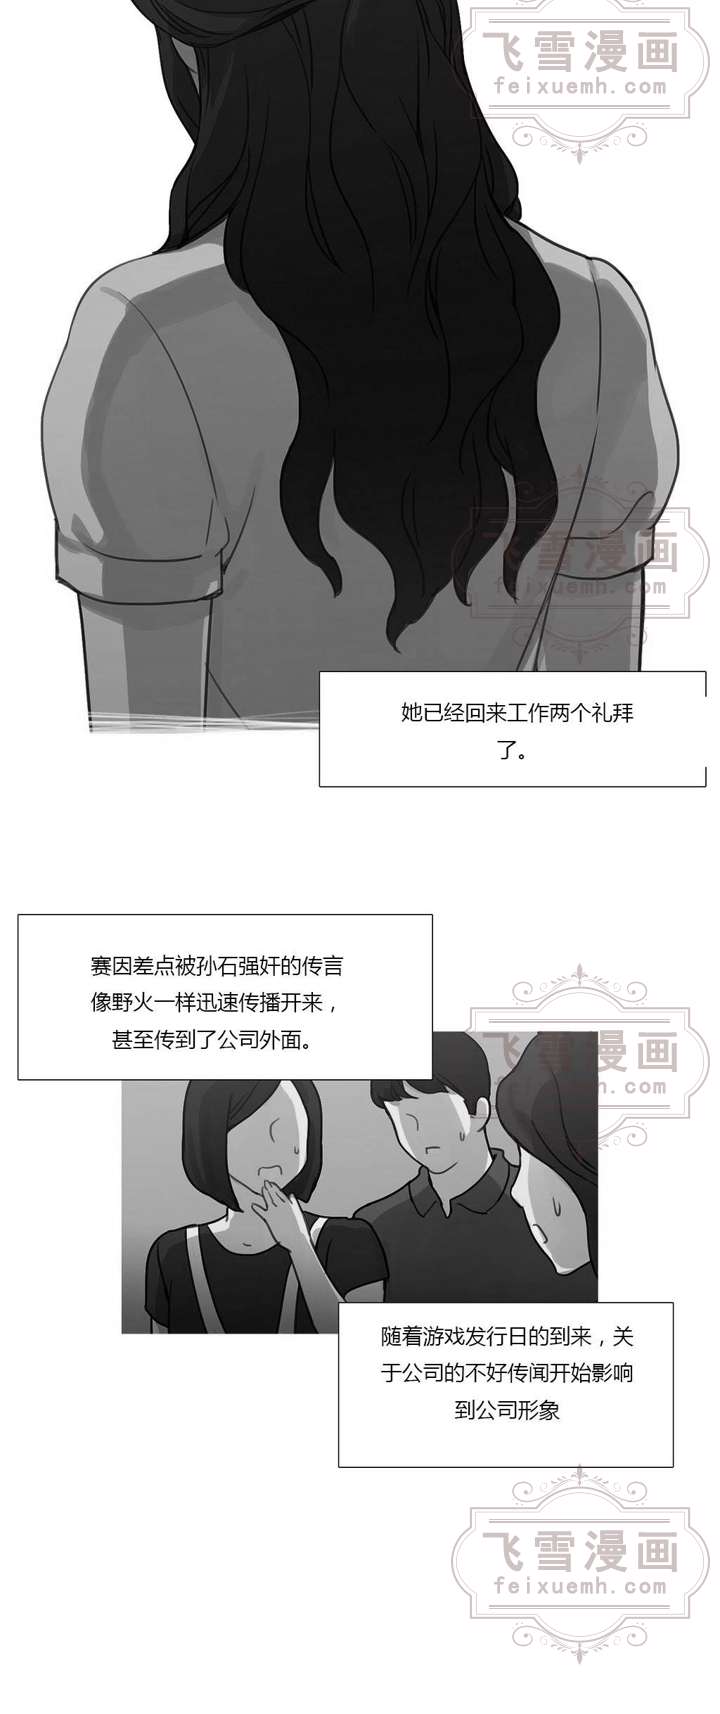 飞雪漫画
feixuemh.com
飞雪漫画
feixuemh.com
她已经回来工作两个礼拜
了。
赛因差点被孙石强奸的传言
像野火一样迅速传播开来，
甚至传到了公司外面。
飞雪漫画
feixuemh.com
随着游戏发行日的到来，关
于公司的不好传闻开始影响
到公司形象
飞雪漫画
feixuemh.com